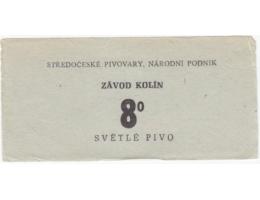 STŘEDOČESKÉ PIVOVARY, NÁRODNÍ PODNIK
ZÁVOD KOLÍN
8°
SVĚTLÉ PIVO